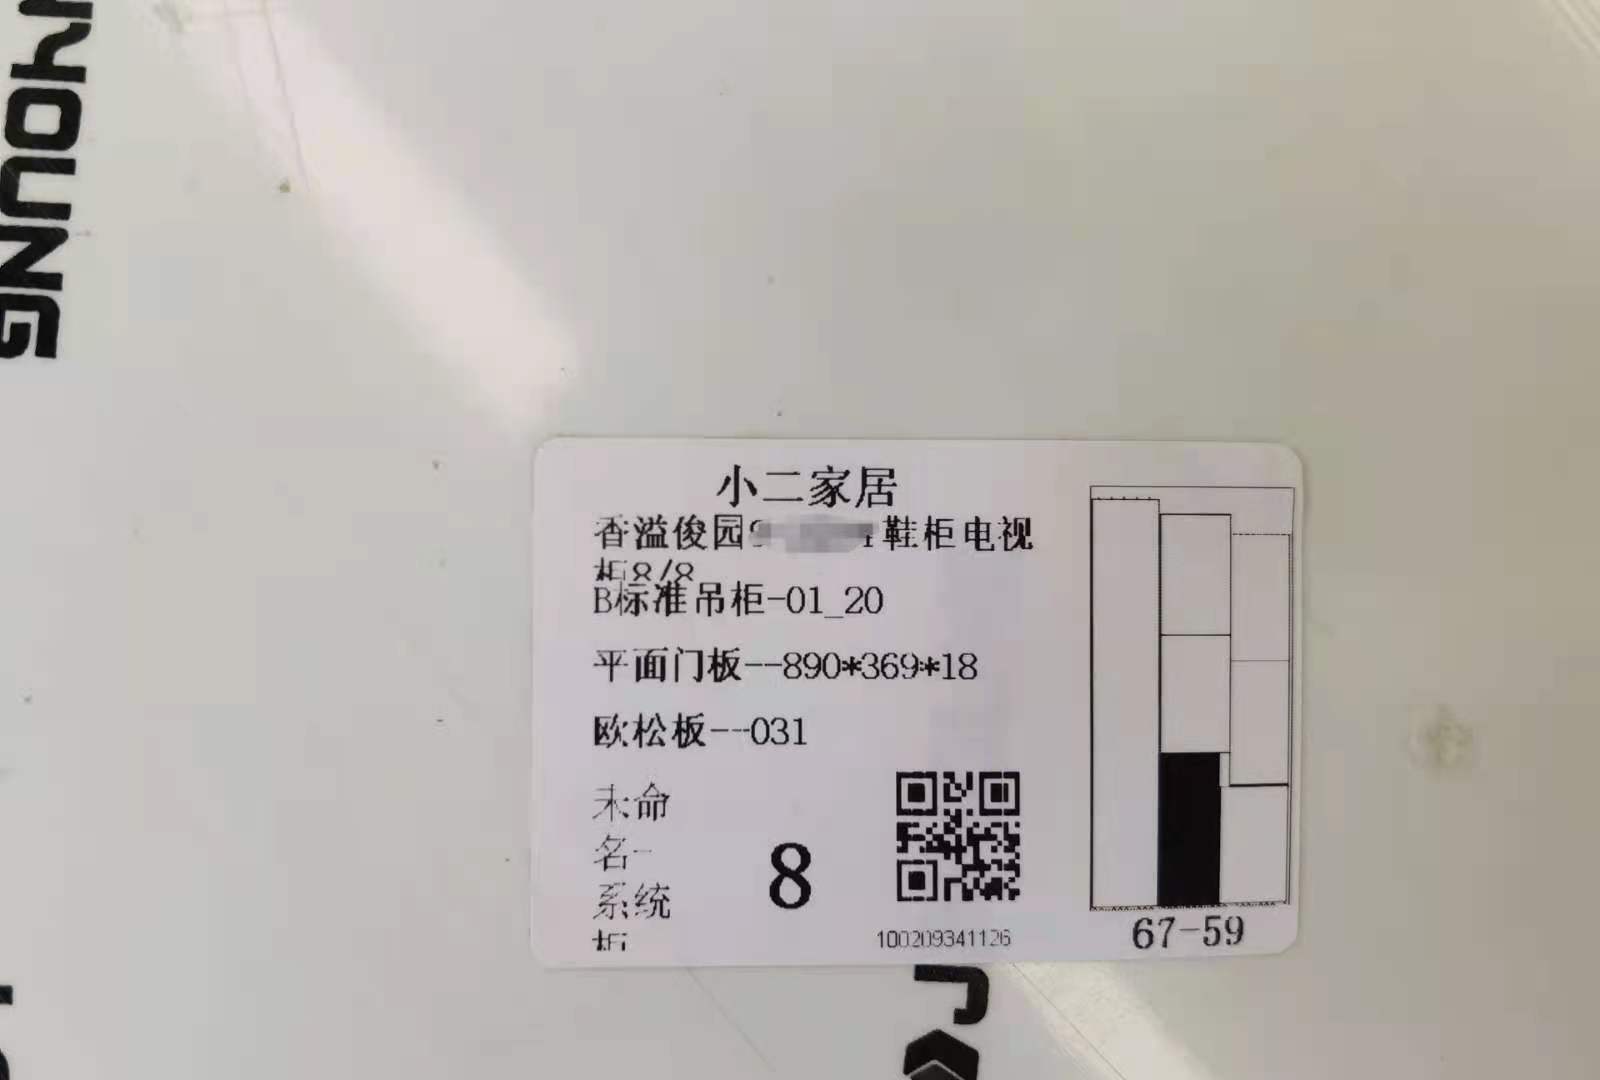 NOUNG
小二家居
香溢俊园 鞋柜电视
柜8/8
B标准吊柜-01_20
平面门板--890*369*18
欧松板--031
未命
名-
系统
板
8
100209341126
67-59